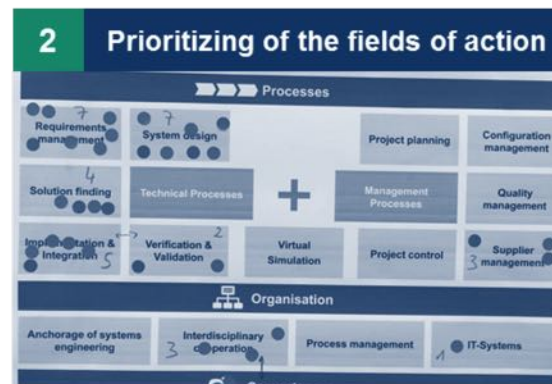 2 Prioritizing of the fields of action
Processes
7
Requirements management
7
System design
Project planning
Configuration management
4
Solution finding
Technical Processes
+
Management Processes
Quality management
Implementation & Integration
5
2
Verification & Validation
Virtual Simulation
Project control
3
Supplier management
Organisation
Anchorage of systems engineering
3
Interdisciplinary cooperation
Process management
1
IT-Systems